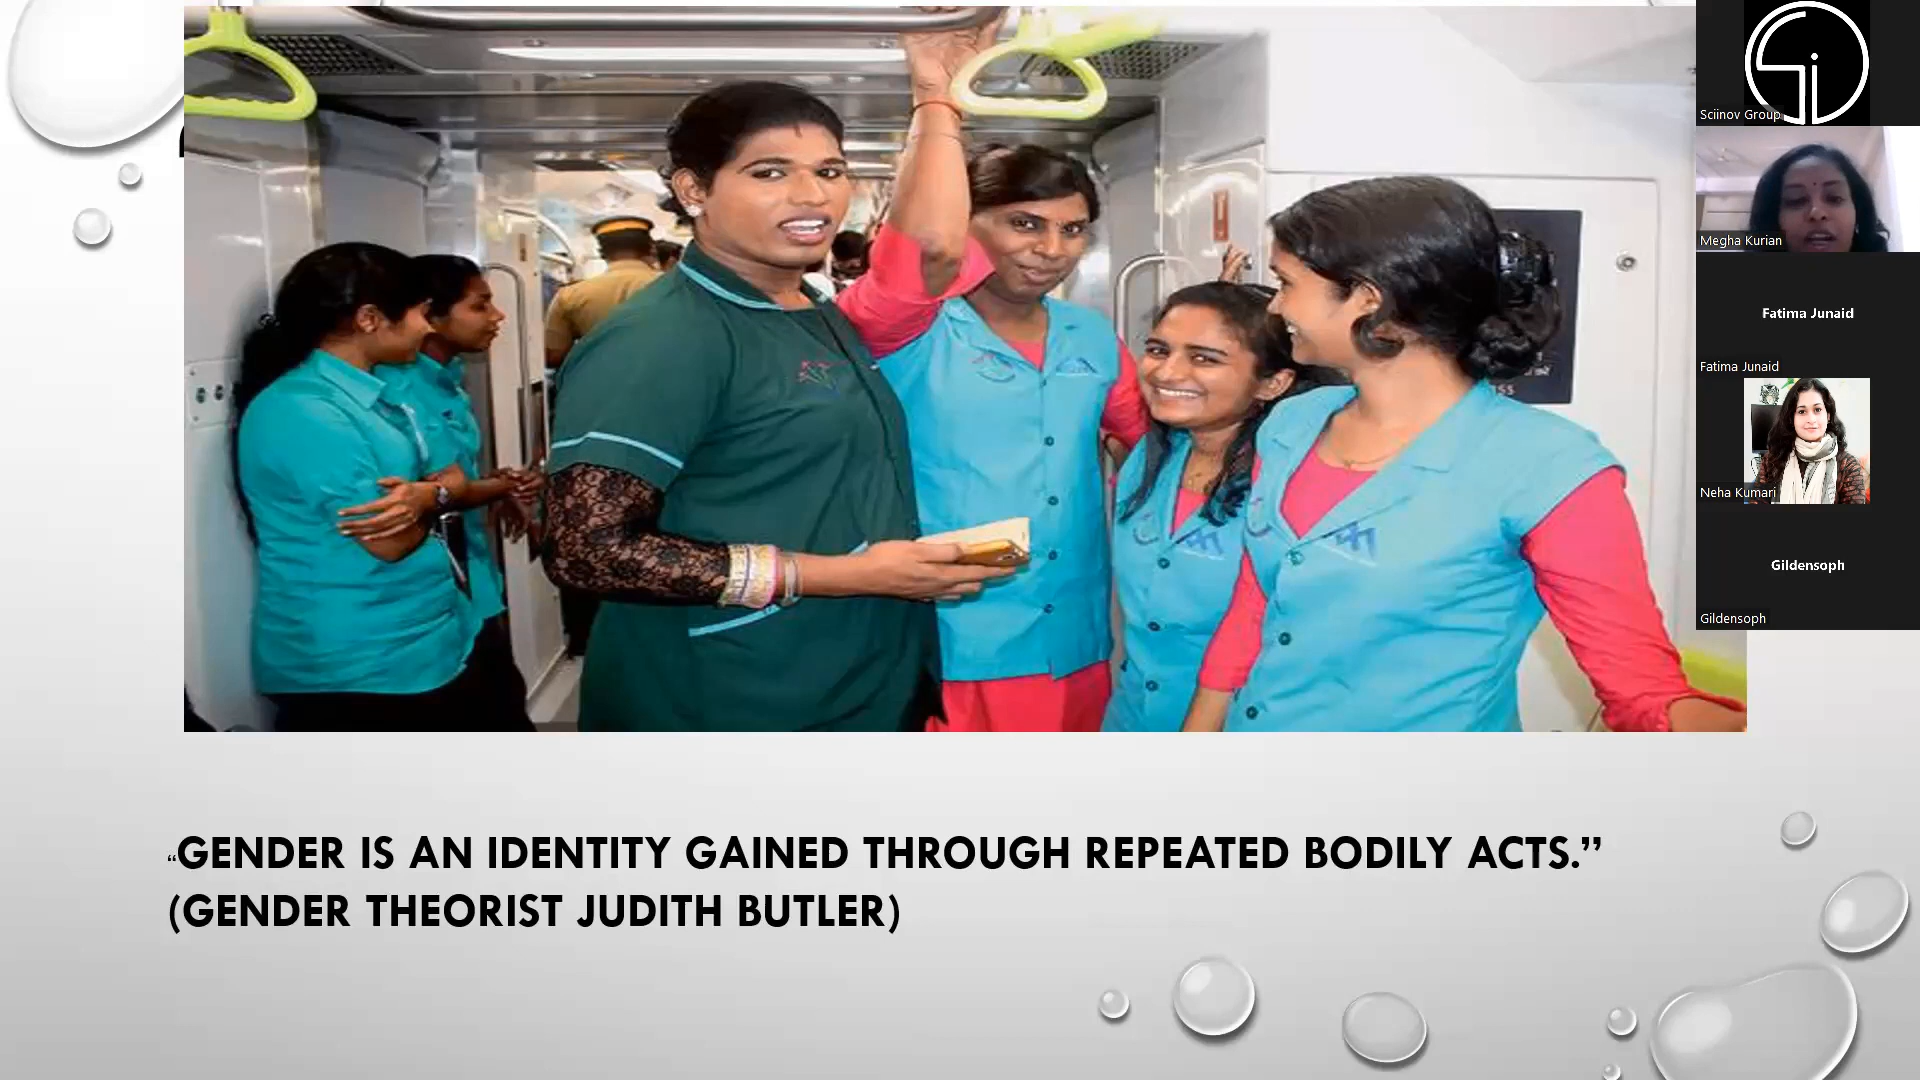 “GENDER IS AN IDENTITY GAINED THROUGH REPEATED BODILY ACTS.”
(GENDER THEORIST JUDITH BUTLER)
Sciinov Group
Megha Kurian
Fatima Junaid
Fatima Junaid
Neha Kumari
Gildensoph
Gildensoph